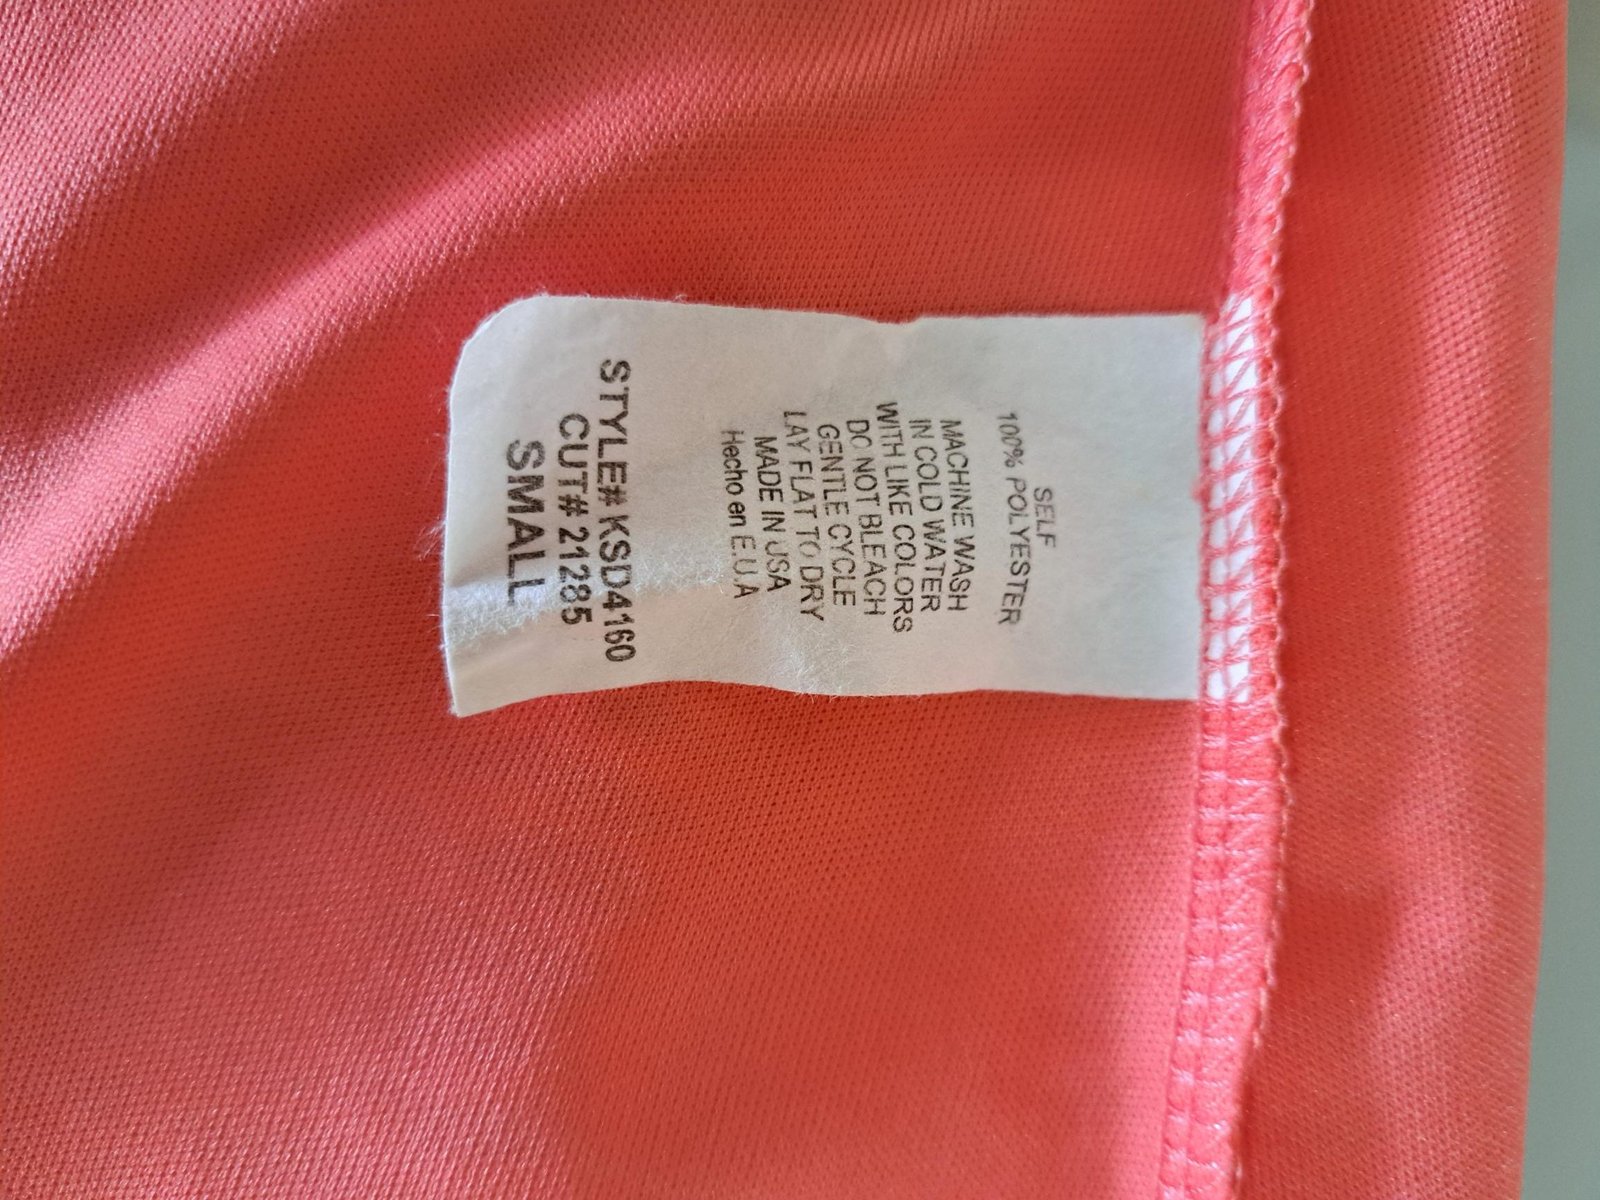 SELF
100% POLYESTER
MACHINE WASH
IN COLD WATER
WITH LIKE COLORS
DO NOT BLEACH
GENTLE CYCLE
LAY FLAT TO DRY
MADE IN USA
Hecho en E.U.A
STYLE# KSD4160
CUT# 21285
SMALL